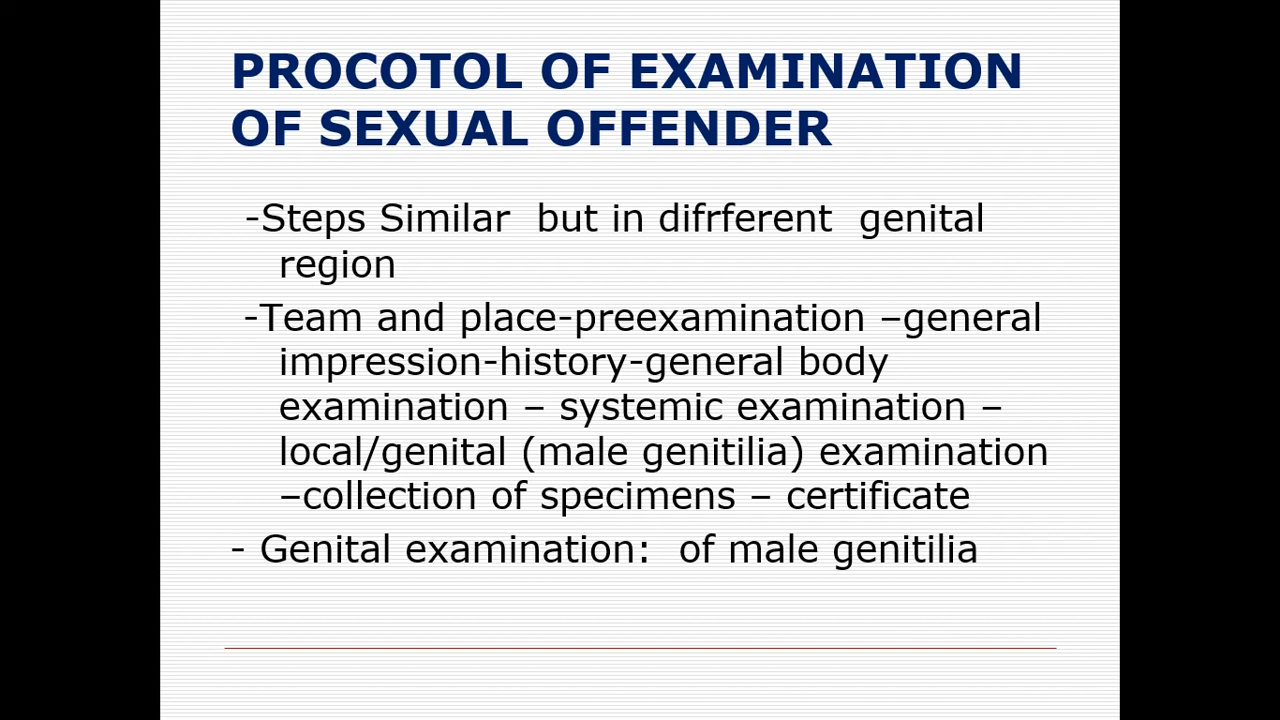 PROCOTOL OF EXAMINATION
OF SEXUAL OFFENDER
-Steps Similar  but in difrferent  genital
region
-Team and place-preexamination –general
impression-history-general body
examination – systemic examination –
local/genital (male genitilia) examination
–collection of specimens – certificate
- Genital examination:  of male genitilia